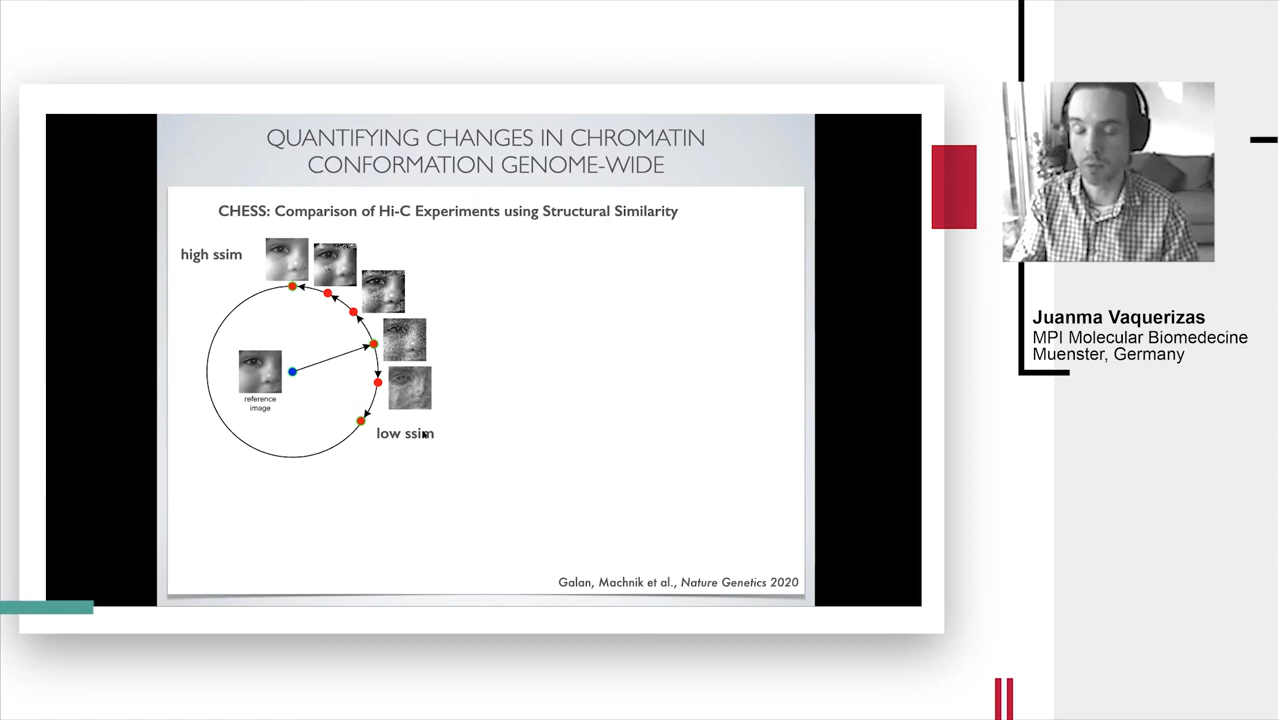 QUANTIFYING CHANGES IN CHROMATIN
CONFORMATION GENOME-WIDE
CHESS: Comparison of Hi-C Experiments using Structural Similarity
high ssim
reference
image
low ssim
Galan, Machnik et al., Nature Genetics 2020
Juanma Vaquerizas
MPI Molecular Biomedecine
Muenster, Germany